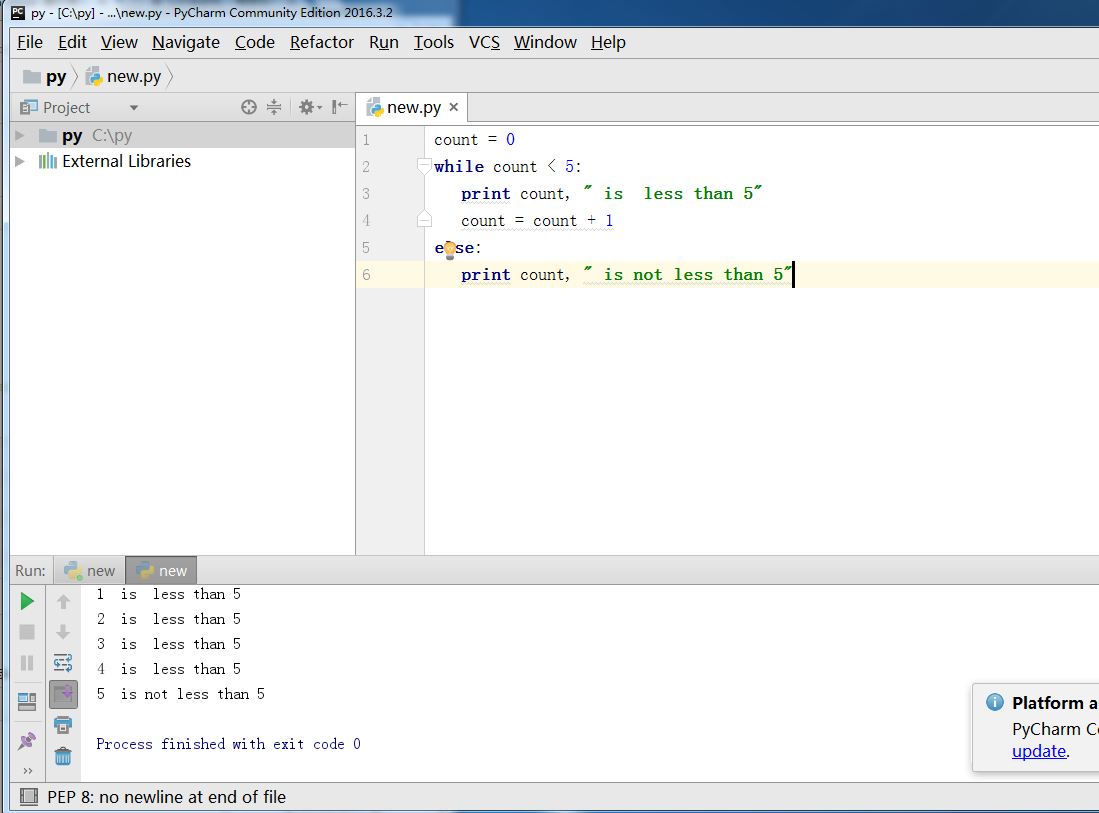 PC py - [C:\py] - ...\new.py - PyCharm Community Edition 2016.3.2
File Edit View Navigate Code Refactor Run Tools VCS Window Help
py new.py
Project
new.py
py C:\py
External Libraries
1 count = 0
2 while count < 5:
3 print count, " is  less than 5"
4 count = count + 1
5 else:
6 print count, " is not less than 5"
Run: new new
1  is  less than 5
2  is  less than 5
3  is  less than 5
4  is  less than 5
5  is not less than 5
Process finished with exit code 0
Platform a
PyCharm Co
update.
PEP 8: no newline at end of file